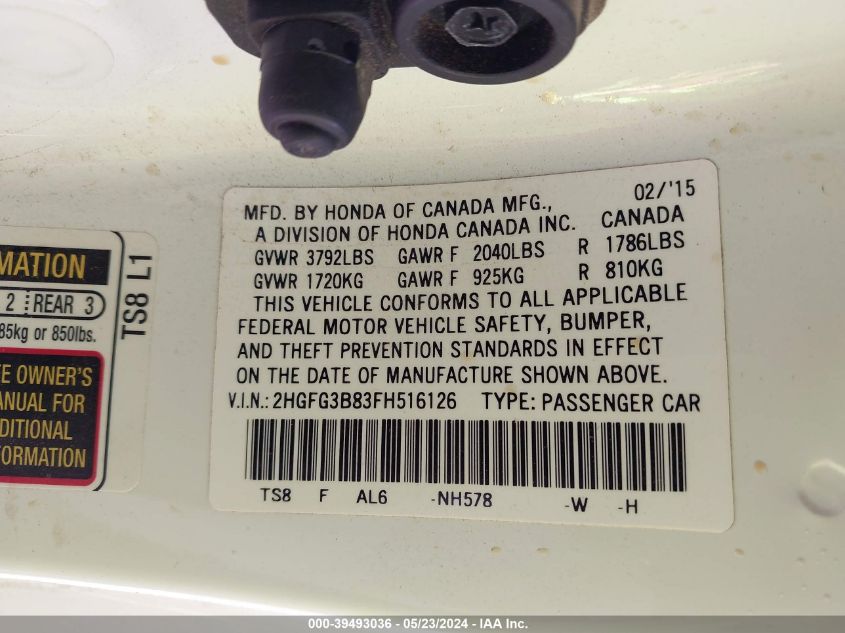 MFD. BY HONDA OF CANADA MFG., 02/'15
A DIVISION OF HONDA CANADA INC. CANADA
GVWR 3792LBS GAWR F 2040LBS R 1786LBS
GVWR 1720KG GAWR F 925KG R 810KG
THIS VEHICLE CONFORMS TO ALL APPLICABLE
FEDERAL MOTOR VEHICLE SAFETY, BUMPER,
AND THEFT PREVENTION STANDARDS IN EFFECT
ON THE DATE OF MANUFACTURE SHOWN ABOVE.
V.I.N.: 2HGFG3B83FH516126 TYPE: PASSENGER CAR
TS8 F AL6 -NH578 -W -H
MATION
2 REAR 3
85kg or 850lbs.
E OWNER'S
ANUAL FOR
DITIONAL
FORMATION
TS8 L1
000-39493036 - 05/23/2024 - IAA Inc.